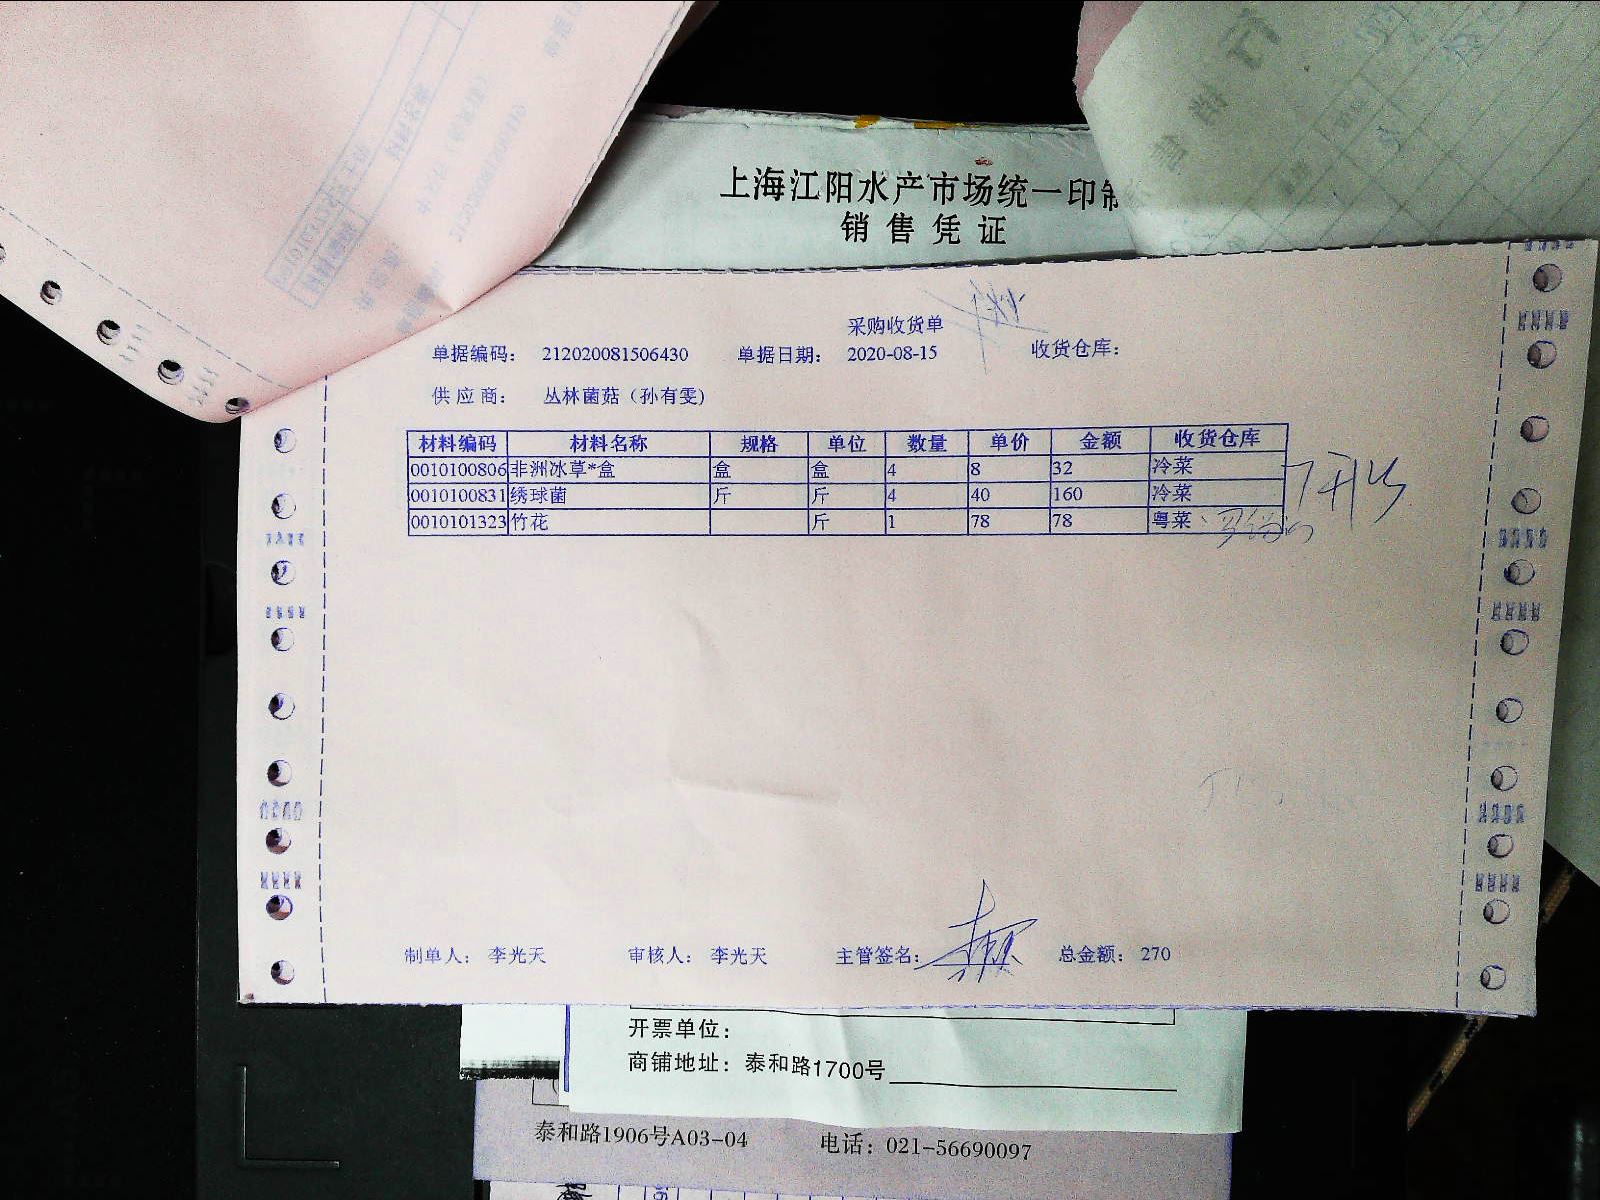 上海江阳水产市场统一印制
销售凭证
采购收货单
单据编码： 212020081506430 单据日期： 2020-08-15 收货仓库：
供应商： 丛林菌菇（孙有雯)
材料编码 材料名称 规格 单位 数量 单价 金额 收货仓库
0010100806 非洲冰草*盒 盒 盒 4 8 32 冷菜
0010100831 绣球菌 斤 斤 4 40 160 冷菜
0010101323 竹花 斤 1 78 78 粤菜
制单人： 李光天 审核人： 李光天 主管签名： 总金额： 270
开票单位：
商铺地址：泰和路1700号
泰和路1906号A03-04 电话：021-56690097